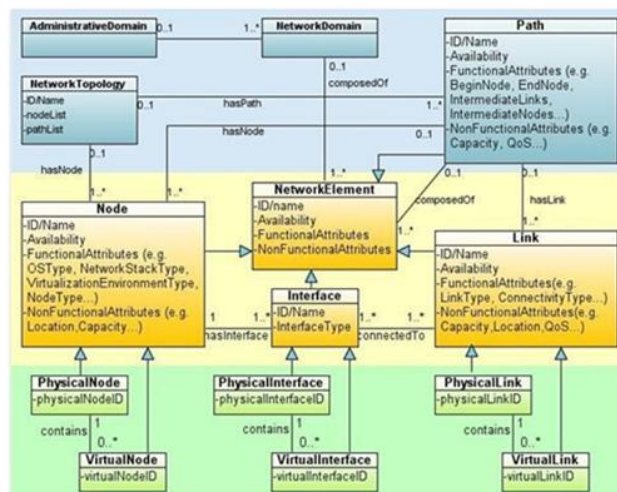 AdministrativeDomain
0..1
1..*
NetworkDomain
Path
-ID/Name
-Availability
-FunctionalAttributes (e.g.
BeginNode, EndNode,
IntermediateLinks,
IntermediateNodes...)
-NonFunctionalAttributes (e.g.
Capacity, QoS...)
0..1
composedOf
NetworkTopology
-ID/Name
-nodeList
-pathList
0..1
hasPath
1..*
hasNode
0..1
hasNode
0..1
1..*
1..*
1..*
composedOf
0..1
0..1
hasLink
1..*
1..*
Node
-ID/Name
-Availability
-FunctionalAttributes (e.g.
OSType, NetworkStackType,
VirtualizationEnvironmentType,
NodeType...)
-NonFunctionalAttributes (e.g.
Location,Capacity...)
NetworkElement
-ID/name
-Availability
-FunctionalAttributes
-NonFunctionalAttributes
Link
-ID/Name
-Availability
-FunctionalAttributes(e.g.
LinkType, ConnectivityType...)
-NonFunctionalAttributes(e.g.
Capacity,Location,QoS...)
Interface
-ID/Name
-InterfaceType
1
1..*
hasInterface
1..*
1..*
connectedTo
PhysicalNode
-physicalNodeID
contains
1
0..*
VirtualNode
-virtualNodeID
PhysicalInterface
-physicalInterfaceID
contains
1
0..*
VirtualInterface
-virtualInterfaceID
PhysicalLink
-physicalLinkID
contains
1
0..*
VirtualLink
-virtualLinkID